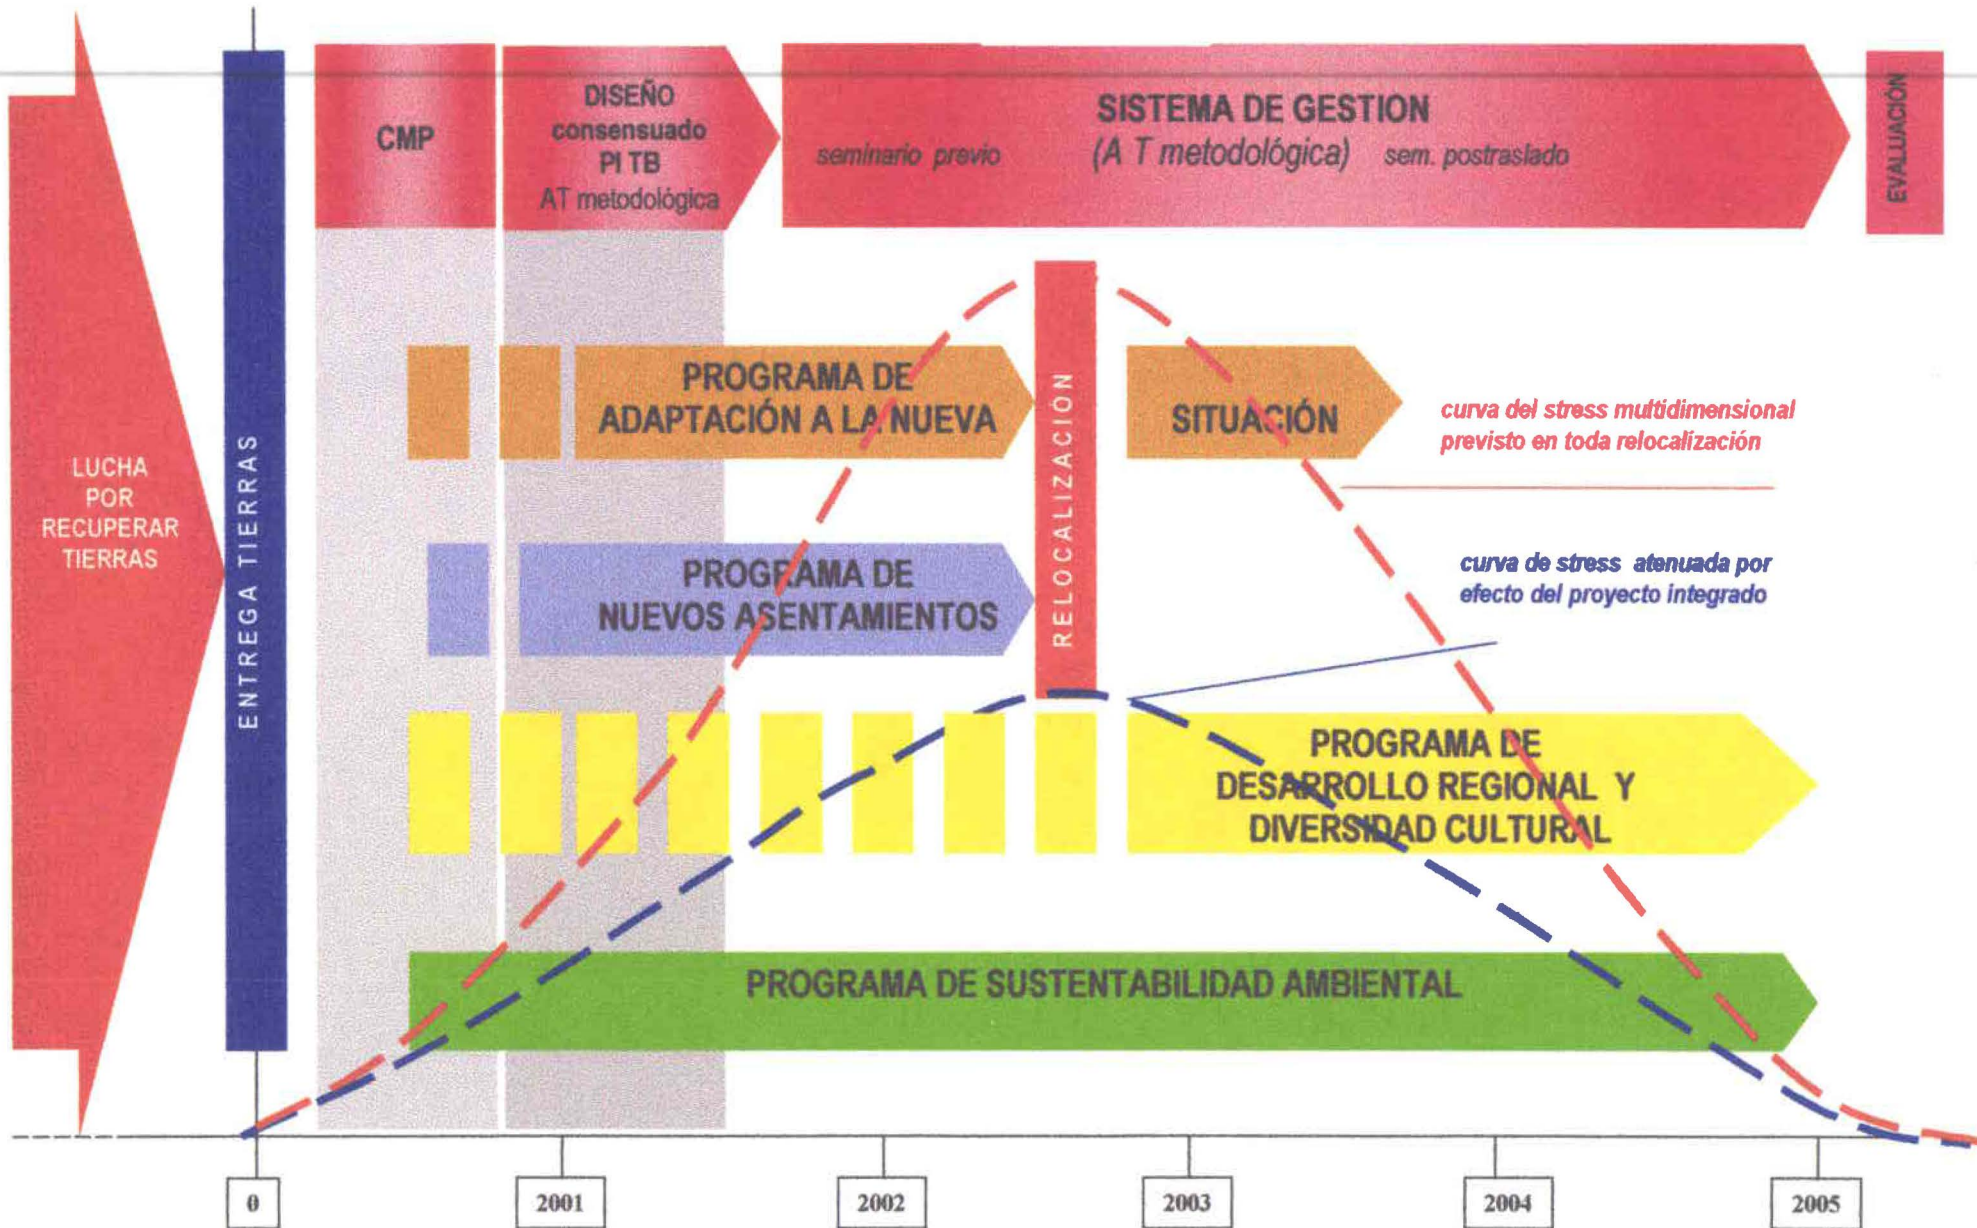 CMP
DISEÑO
consensuado
PI TB
AT metodológica
SISTEMA DE GESTION
seminario previo
(A T metodológica)
sem. postraslado
EVALUACIÓN
LUCHA
POR
RECUPERAR
TIERRAS
ENTREGA TIERRAS
PROGRAMA DE
ADAPTACIÓN A LA NUEVA
RELOCALIZACION
SITUACIÓN
curva del stress multidimensional
previsto en toda relocalización
PROGRAMA DE
NUEVOS ASENTAMIENTOS
curva de stress atenuada por
efecto del proyecto integrado
PROGRAMA DE
DESARROLLO REGIONAL Y
DIVERSIDAD CULTURAL
PROGRAMA DE SUSTENTABILIDAD AMBIENTAL
0
2001
2002
2003
2004
2005